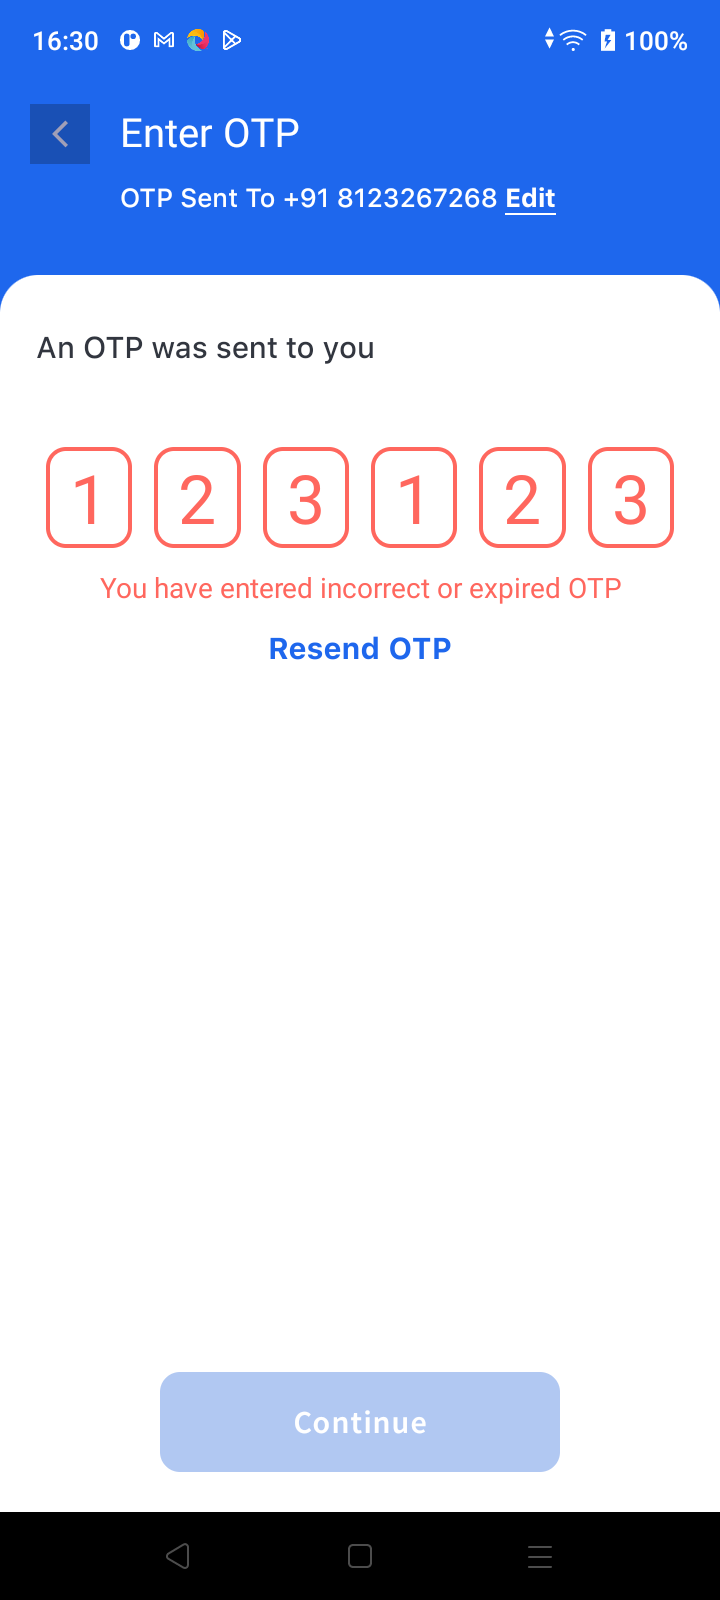 16:30 100%
Enter OTP
OTP Sent To +91 8123267268 Edit
An OTP was sent to you
1 2 3 1 2 3
You have entered incorrect or expired OTP
Resend OTP
Continue